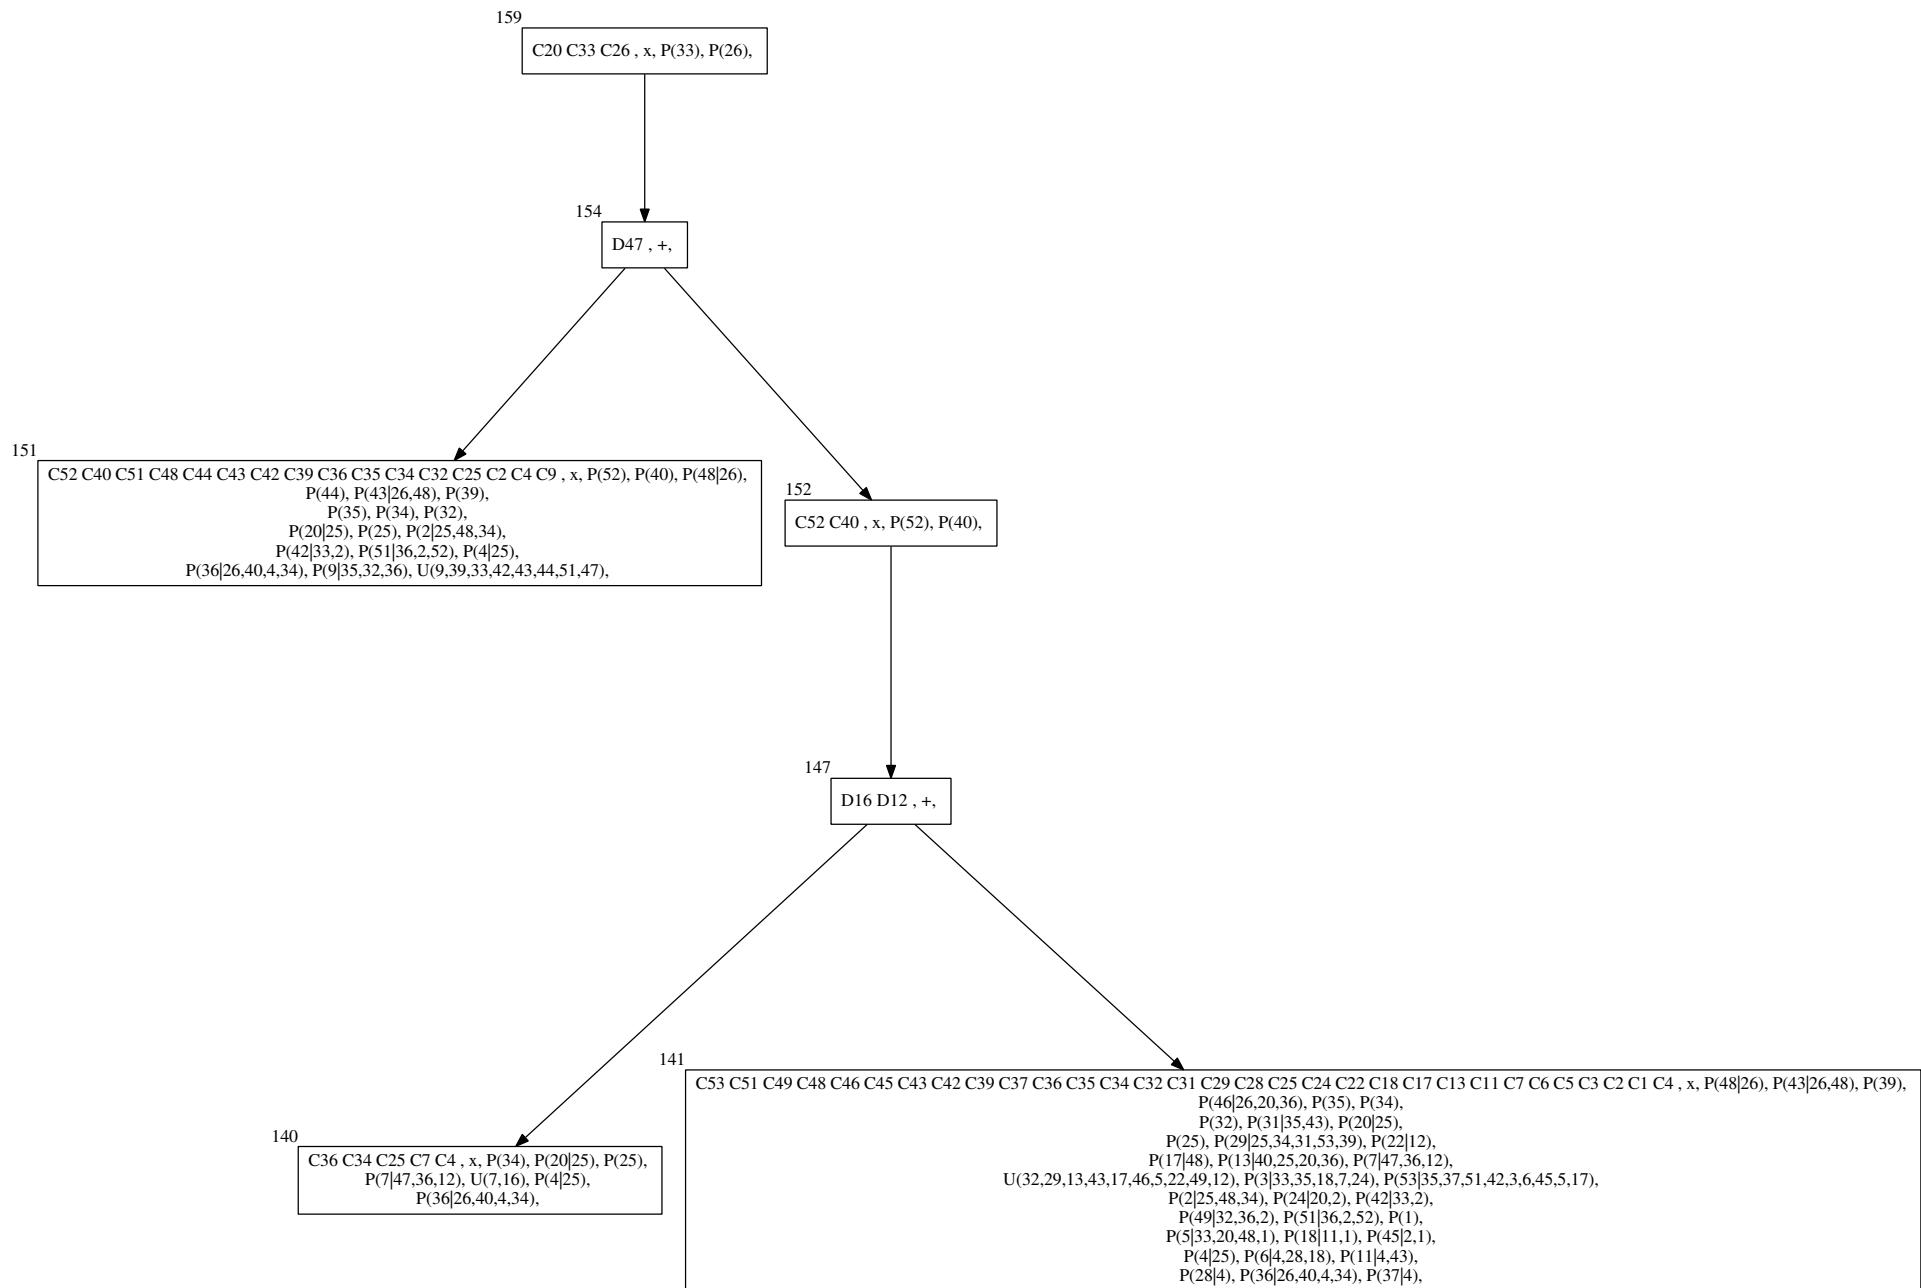 159
C20 C33 C26 , x, P(33), P(26),
154
D47 , +,
151
C52 C40 C51 C48 C44 C43 C42 C39 C36 C35 C34 C32 C25 C2 C4 C9 , x, P(52), P(40), P(48|26),
P(44), P(43|26,48), P(39),
P(35), P(34), P(32),
P(20|25), P(25), P(2|25,48,34),
P(42|33,2), P(51|36,2,52), P(4|25),
P(36|26,40,4,34), P(9|35,32,36), U(9,39,33,42,43,44,51,47),
152
C52 C40 , x, P(52), P(40),
147
D16 D12 , +,
140
C36 C34 C25 C7 C4 , x, P(34), P(20|25), P(25),
P(7|47,36,12), U(7,16), P(4|25),
P(36|26,40,4,34),
141
C53 C51 C49 C48 C46 C45 C43 C42 C39 C37 C36 C35 C34 C32 C31 C29 C28 C25 C24 C22 C18 C17 C13 C11 C7 C6 C5 C3 C2 C1 C4 , x, P(48|26), P(43|26,48), P(39),
P(46|26,20,36), P(35), P(34),
P(32), P(31|35,43), P(20|25),
P(25), P(29|25,34,31,53,39), P(22|12),
P(17|48), P(13|40,25,20,36), P(7|47,36,12),
U(32,29,13,43,17,46,5,22,49,12), P(3|33,35,18,7,24), P(53|35,37,51,42,3,6,45,5,17),
P(2|25,48,34), P(24|20,2), P(42|33,2),
P(49|32,36,2), P(51|36,2,52), P(1),
P(5|33,20,48,1), P(18|11,1), P(45|2,1),
P(4|25), P(6|4,28,18), P(11|4,43),
P(28|4), P(36|26,40,4,34), P(37|4),